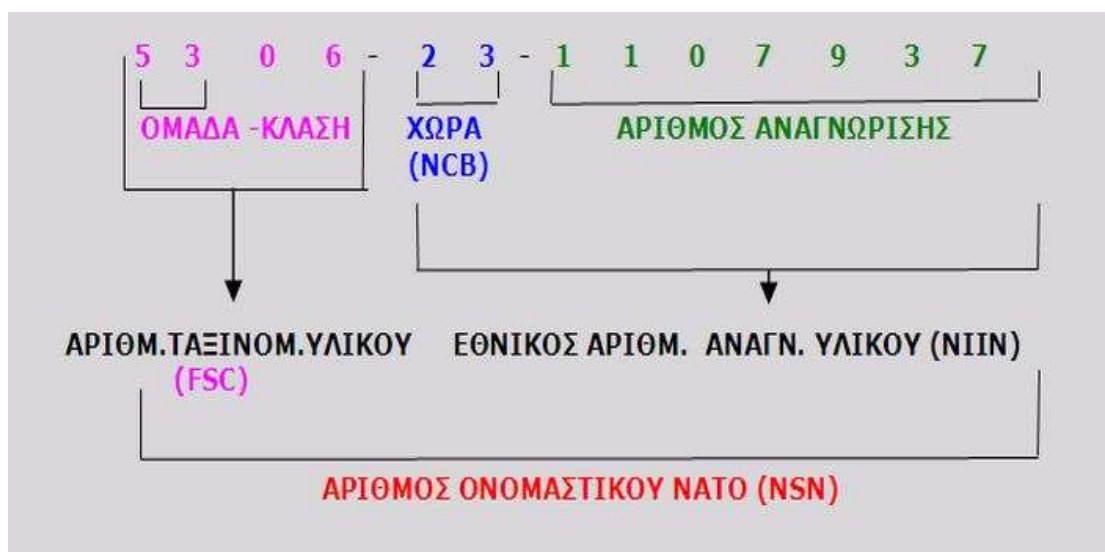 5 3 0 6 - 2 3 - 1 1 0 7 9 3 7
ΟΜΑΔΑ -ΚΛΑΣΗ ΧΩΡΑ ΑΡΙΘΜΟΣ ΑΝΑΓΝΩΡΙΣΗΣ
(NCB)
ΑΡΙΘΜ.ΤΑΞΙΝΟΜ.ΥΛΙΚΟΥ ΕΘΝΙΚΟΣ ΑΡΙΘΜ. ΑΝΑΓΝ. ΥΛΙΚΟΥ (NIIN)
(FSC)
ΑΡΙΘΜΟΣ ΟΝΟΜΑΣΤΙΚΟΥ ΝΑΤΟ (NSN)